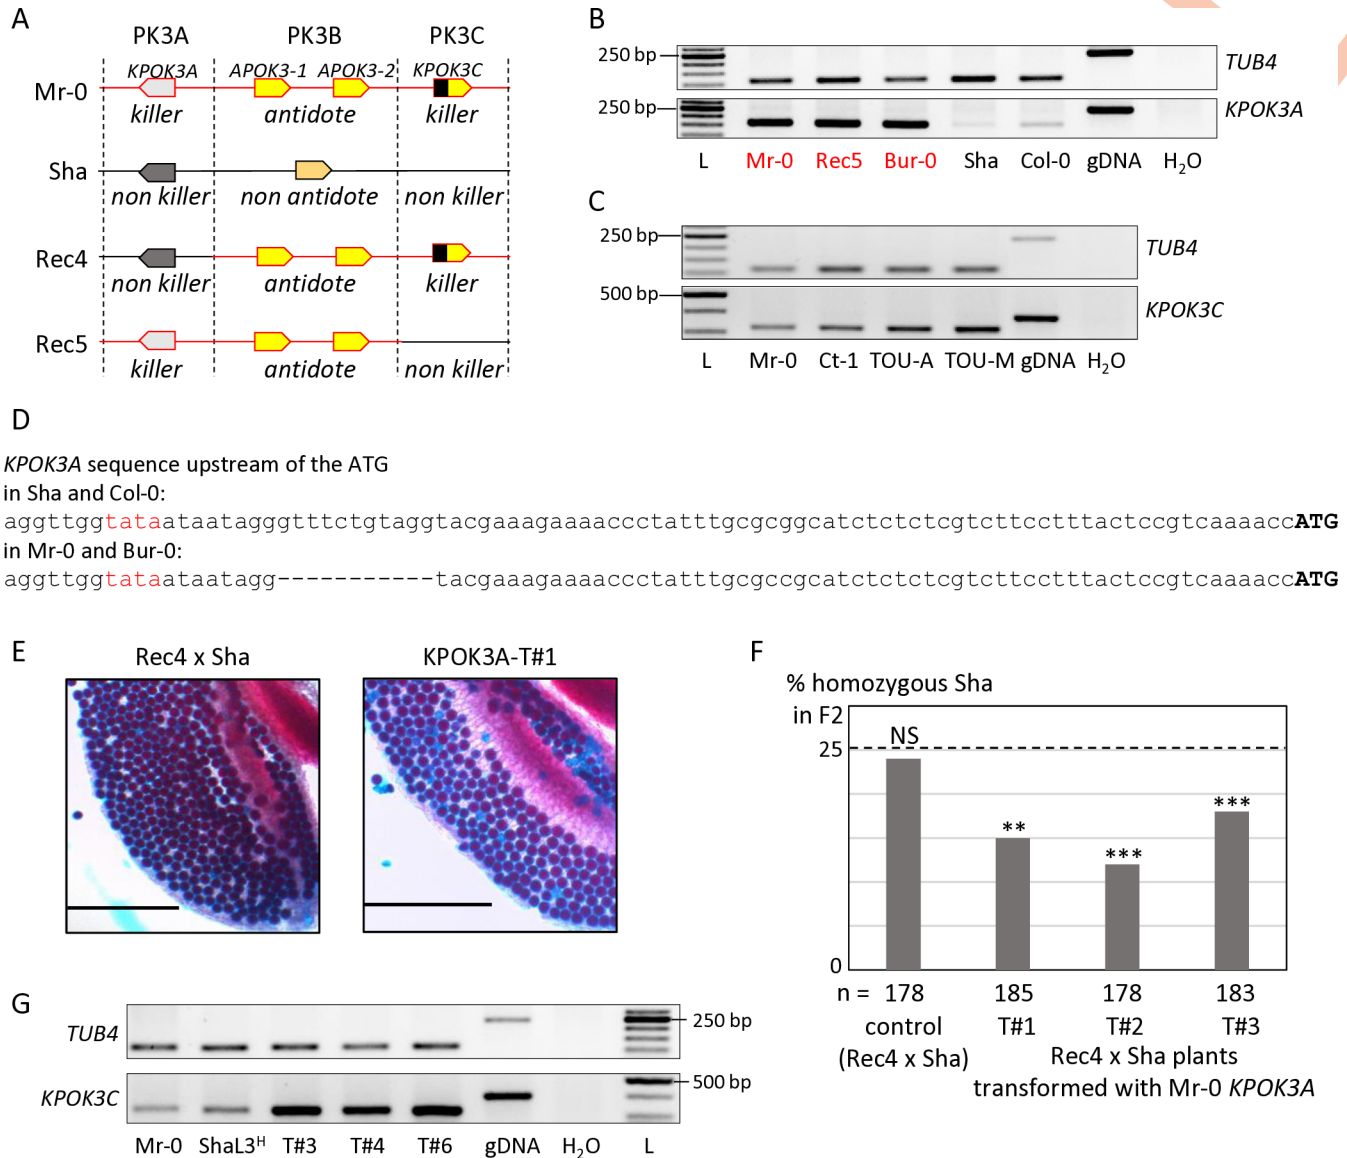 A
PK3A PK3B PK3C
KPOK3A APOK3-1 APOK3-2 KPOK3C
Mr-0
killer antidote killer
Sha
non killer non antidote non killer
Rec4
non killer antidote killer
Rec5
killer antidote non killer
B
250 bp TUB4
250 bp KPOK3A
L Mr-0 Rec5 Bur-0 Sha Col-0 gDNA H2O
C
250 bp TUB4
500 bp KPOK3C
L Mr-0 Ct-1 TOU-A TOU-M gDNA H2O
D
KPOK3A sequence upstream of the ATG
in Sha and Col-0:
aggttggtataataatagggtttctgtaggtacgaaagaaaaccctatttgcgcggcatctctctcgtcttcctttactccgtcaaaaccATG
in Mr-0 and Bur-0:
aggttggtataataatagg-----------tacgaaagaaaaccctatttgcgccgcatctctctcgtcttcctttactccgtcaaaaccATG
E
Rec4 x Sha KPOK3A-T#1
F
% homozygous Sha
in F2
NS
25
** *** ***
0
n = 178 185 178 183
control T#1 T#2 T#3
(Rec4 x Sha) Rec4 x Sha plants
transformed with Mr-0 KPOK3A
G
TUB4 250 bp
KPOK3C 500 bp
Mr-0 ShaL3H T#3 T#4 T#6 gDNA H2O L